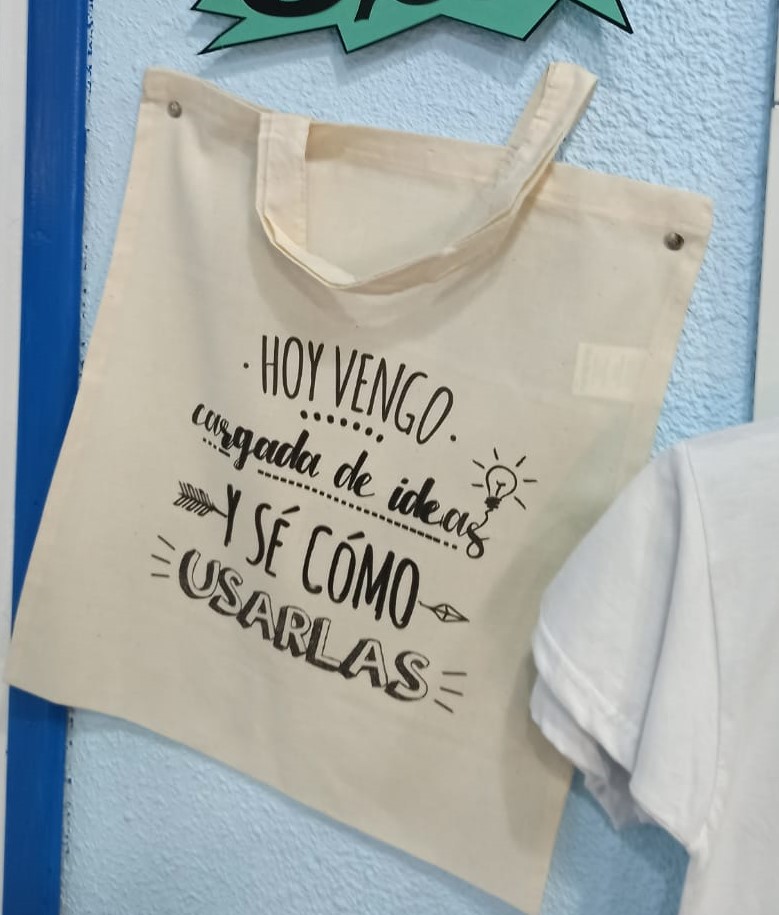 · HOY VENGO ·
cargada de ideas
Y SÉ CÓMO
USARLAS